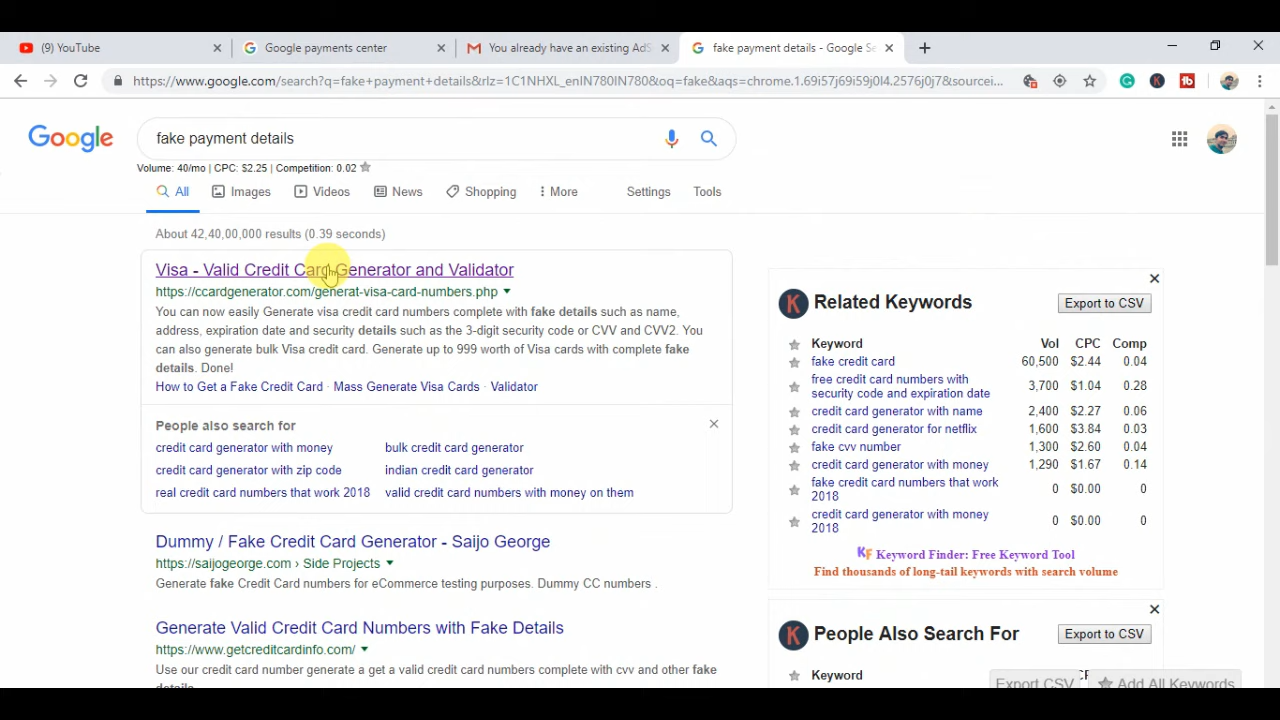 (9) YouTube
Google payments center
You already have an existing AdS
fake payment details - Google Se
https://www.google.com/search?q=fake+payment+details&rlz=1C1NHXL_enIN780IN780&oq=fake&aqs=chrome.1.69i57j69i59j0l4.2576j0j7&sourcei...
Google
fake payment details
Volume: 40/mo | CPC: $2.25 | Competition: 0.02
All
Images
Videos
News
Shopping
More
Settings
Tools
About 42,40,00,000 results (0.39 seconds)
Visa - Valid Credit Card Generator and Validator
https://ccardgenerator.com/generat-visa-card-numbers.php
You can now easily Generate visa credit card numbers complete with fake details such as name,
address, expiration date and security details such as the 3-digit security code or CVV and CVV2. You
can also generate bulk Visa credit card. Generate up to 999 worth of Visa cards with complete fake
details. Done!
How to Get a Fake Credit Card · Mass Generate Visa Cards · Validator
People also search for
credit card generator with money
bulk credit card generator
credit card generator with zip code
indian credit card generator
real credit card numbers that work 2018
valid credit card numbers with money on them
Dummy / Fake Credit Card Generator - Saijo George
https://saijogeorge.com › Side Projects
Generate fake Credit Card numbers for eCommerce testing purposes. Dummy CC numbers .
Generate Valid Credit Card Numbers with Fake Details
https://www.getcreditcardinfo.com/
Use our credit card number generate a get a valid credit card numbers complete with cvv and other fake
details.
K Related Keywords
Export to CSV
Keyword Vol CPC Comp
fake credit card 60,500 $2.44 0.04
free credit card numbers with
security code and expiration date 3,700 $1.04 0.28
credit card generator with name 2,400 $2.27 0.06
credit card generator for netflix 1,600 $3.84 0.03
fake cvv number 1,300 $2.60 0.04
credit card generator with money 1,290 $1.67 0.14
fake credit card numbers that work
2018 0 $0.00 0
credit card generator with money
2018 0 $0.00 0
KF Keyword Finder: Free Keyword Tool
Find thousands of long-tail keywords with search volume
K People Also Search For
Export to CSV
Keyword
Export CSV
Add All Keywords